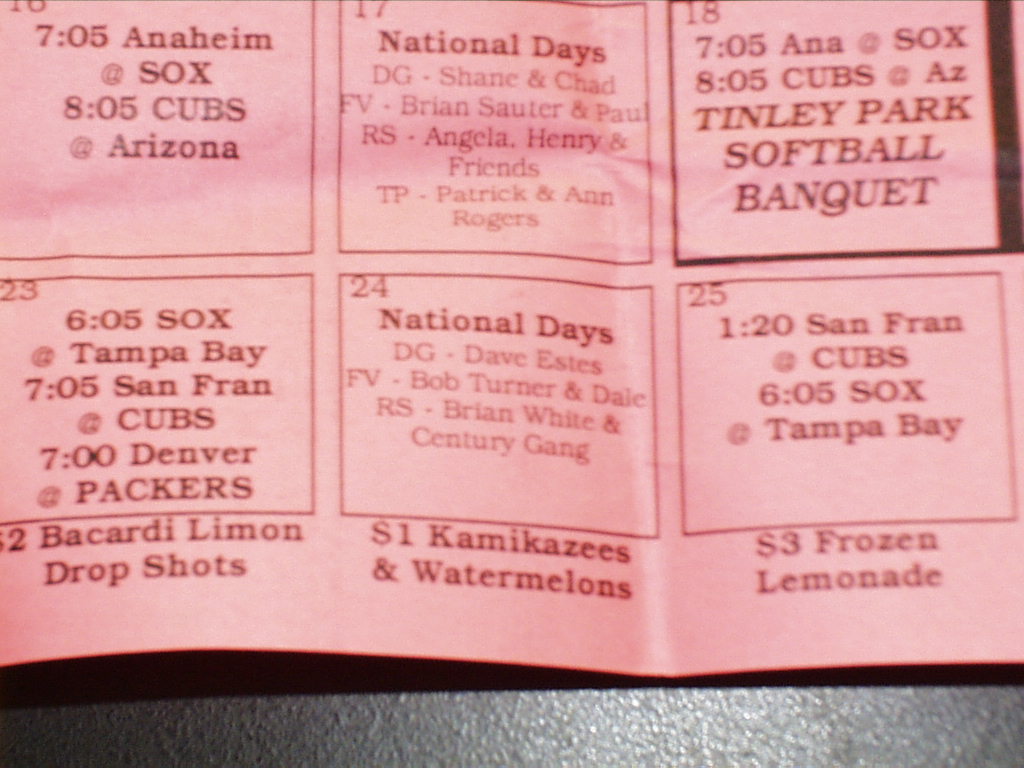 16
7:05 Anaheim
@ SOX
8:05 CUBS
@ Arizona
17
National Days
DG - Shane & Chad
FV - Brian Sauter & Paul
RS - Angela, Henry &
Friends
TP - Patrick & Ann
Rogers
18
7:05 Ana @ SOX
8:05 CUBS @ Az
TINLEY PARK
SOFTBALL
BANQUET
23
6:05 SOX
@ Tampa Bay
7:05 San Fran
@ CUBS
7:00 Denver
@ PACKERS
$2 Bacardi Limon
Drop Shots
24
National Days
DG - Dave Estes
FV - Bob Turner & Dale
RS - Brian White &
Century Gang
$1 Kamikazees
& Watermelons
25
1:20 San Fran
@ CUBS
6:05 SOX
@ Tampa Bay
$3 Frozen
Lemonade